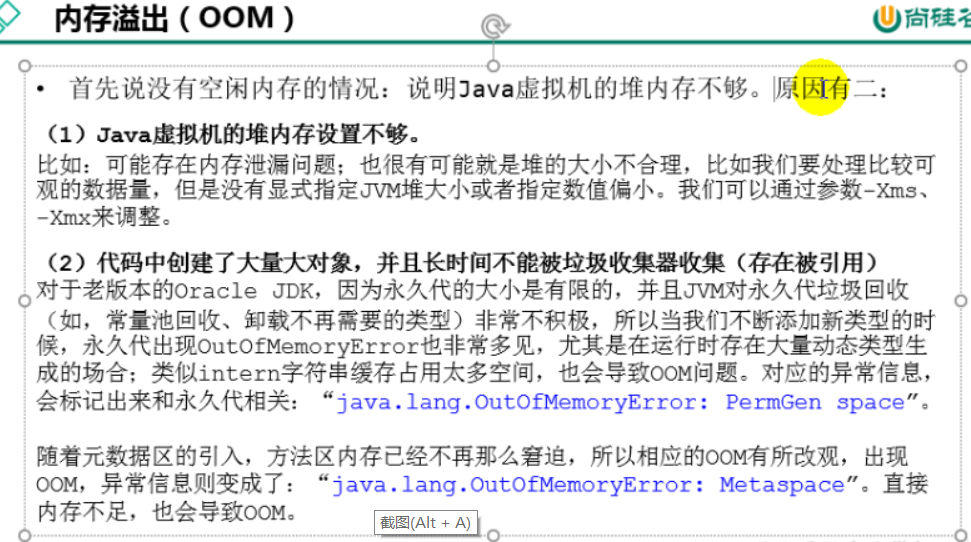 内存溢出（OOM）
尚硅谷
• 首先说没有空闲内存的情况：说明Java虚拟机的堆内存不够。原因有二：
（1）Java虚拟机的堆内存设置不够。
比如：可能存在内存泄漏问题；也很有可能就是堆的大小不合理，比如我们要处理比较可
观的数据量，但是没有显式指定JVM堆大小或者指定数值偏小。我们可以通过参数-Xms、
-Xmx来调整。
（2）代码中创建了大量大对象，并且长时间不能被垃圾收集器收集（存在被引用）
对于老版本的Oracle JDK，因为永久代的大小是有限的，并且JVM对永久代垃圾回收
（如，常量池回收、卸载不再需要的类型）非常不积极，所以当我们不断添加新类型的时
候，永久代出现OutOfMemoryError也非常多见，尤其是在运行时存在大量动态类型生
成的场合；类似intern字符串缓存占用太多空间，也会导致OOM问题。对应的异常信息，
会标记出来和永久代相关：“java.lang.OutOfMemoryError: PermGen space”。
随着元数据区的引入，方法区内存已经不再那么窘迫，所以相应的OOM有所改观，出现
OOM，异常信息则变成了：“java.lang.OutOfMemoryError: Metaspace”。直接
内存不足，也会导致OOM。
截图(Alt + A)